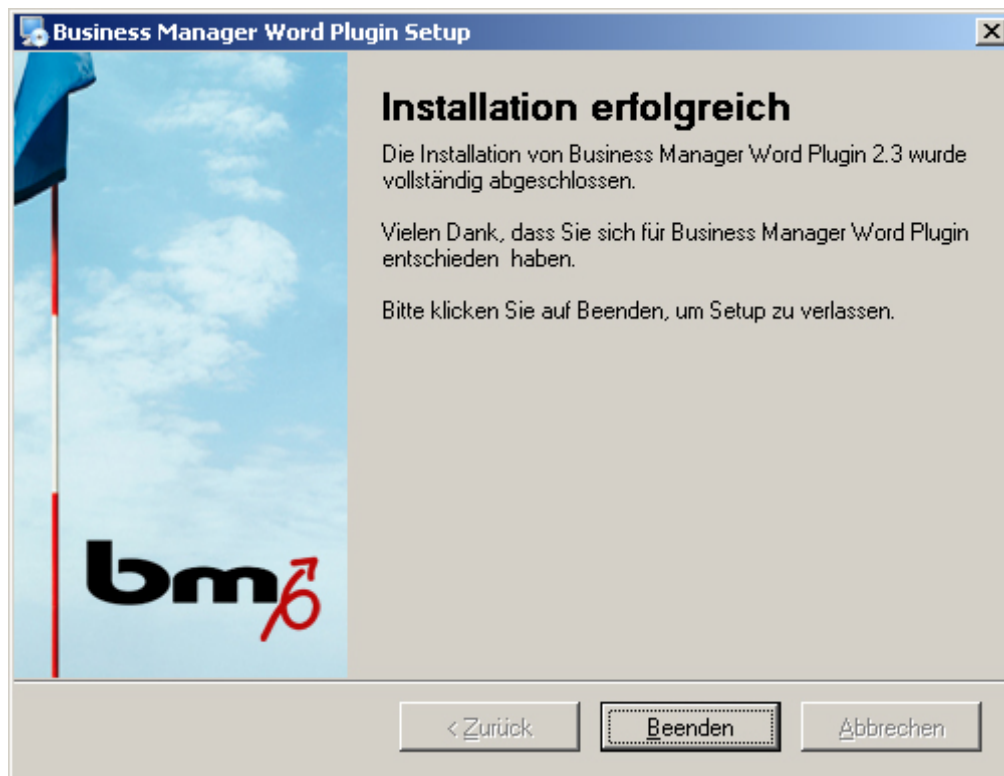 Business Manager Word Plugin Setup
Installation erfolgreich
Die Installation von Business Manager Word Plugin 2.3 wurde
vollständig abgeschlossen.
Vielen Dank, dass Sie sich für Business Manager Word Plugin
entschieden haben.
Bitte klicken Sie auf Beenden, um Setup zu verlassen.
bm6
< Zurück
Beenden
Abbrechen